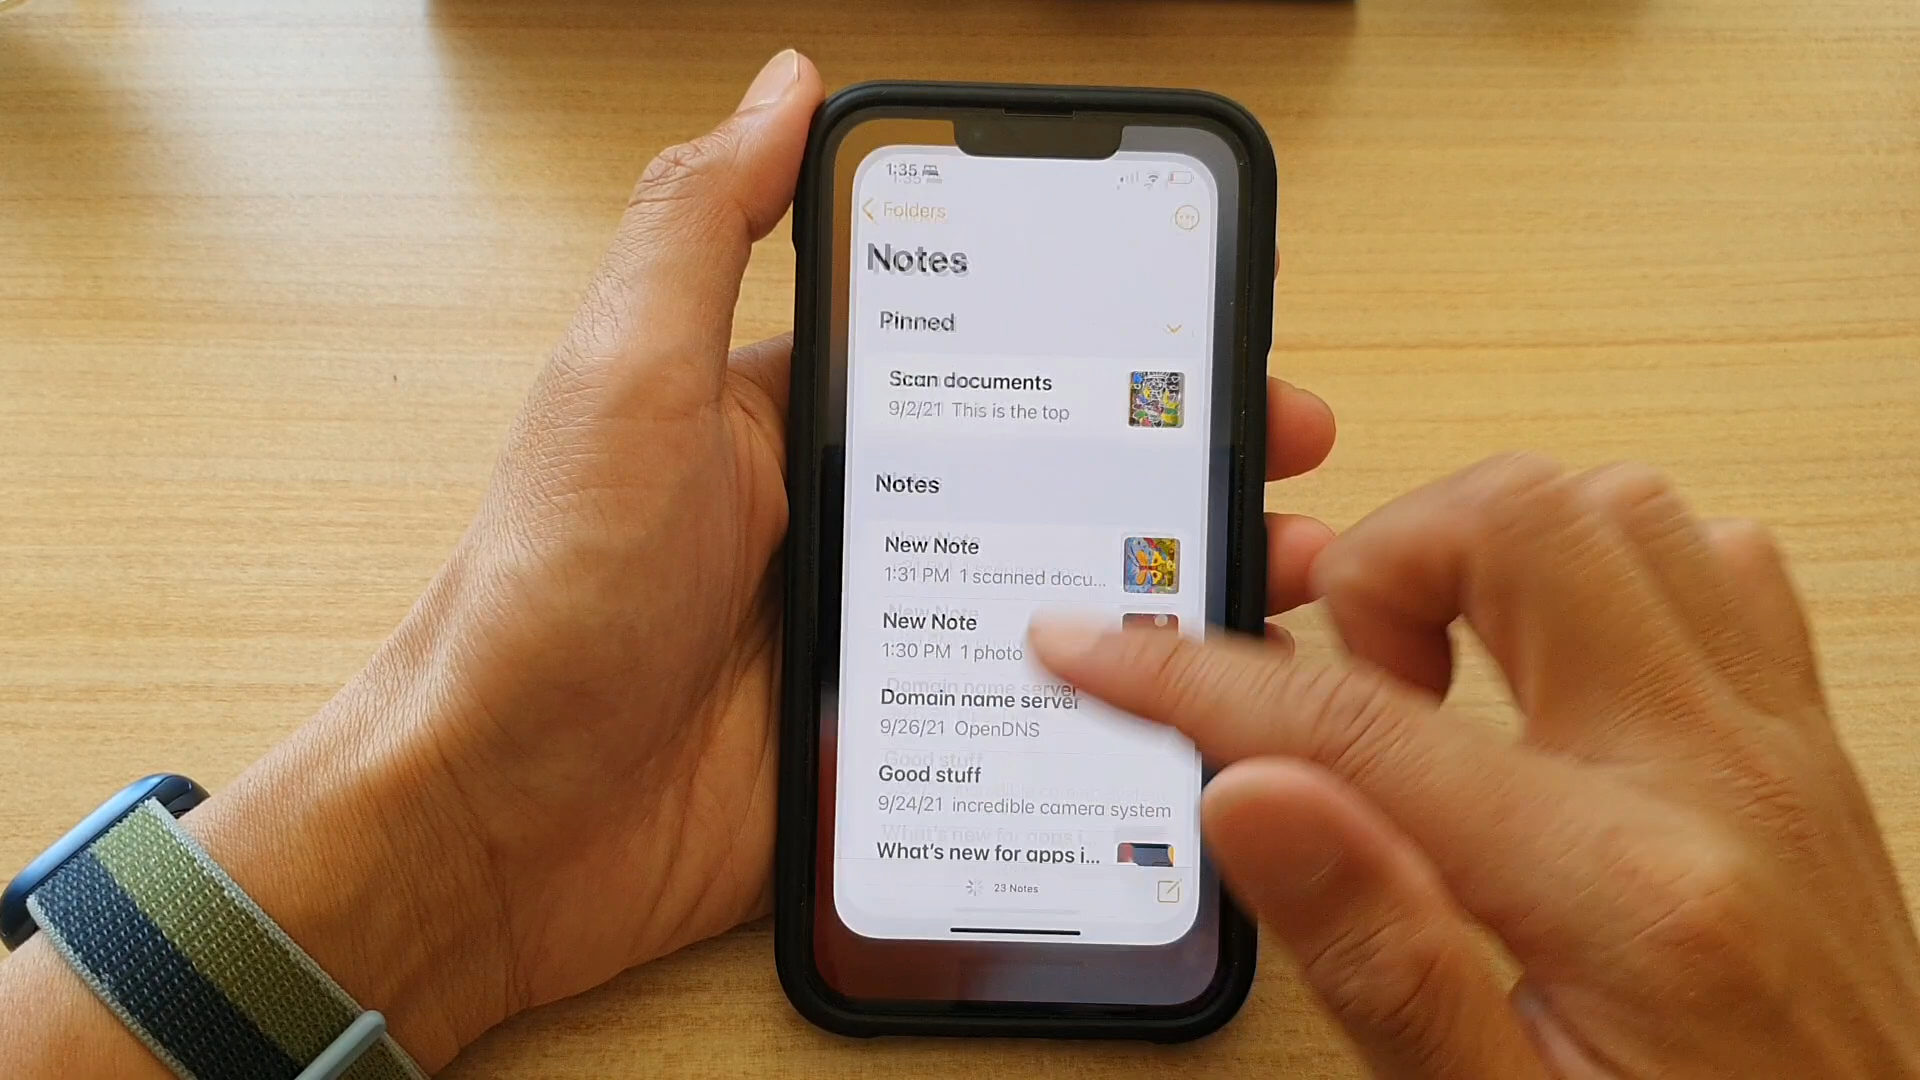 1:35
Folders
Notes
Pinned
Scan documents
9/2/21 This is the top
Notes
New Note
1:31 PM 1 scanned docu...
New Note
1:30 PM 1 photo
Domain name server
9/26/21 OpenDNS
Good stuff
9/24/21 incredible camera system
What's new for apps i...
23 Notes